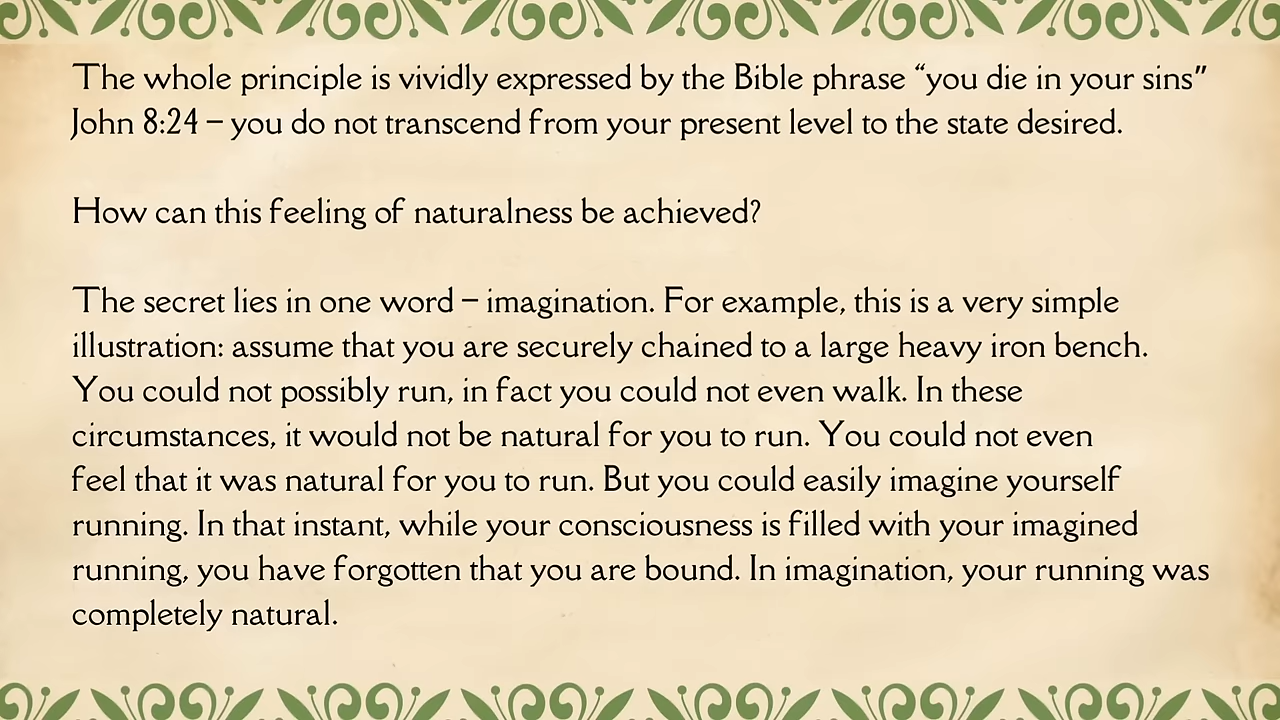 The whole principle is vividly expressed by the Bible phrase “you die in your sins"
John 8:24 – you do not transcend from your present level to the state desired.
How can this feeling of naturalness be achieved?
The secret lies in one word – imagination. For example, this is a very simple
illustration: assume that you are securely chained to a large heavy iron bench.
You could not possibly run, in fact you could not even walk. In these
circumstances, it would not be natural for you to run. You could not even
feel that it was natural for you to run. But you could easily imagine yourself
running. In that instant, while your consciousness is filled with your imagined
running, you have forgotten that you are bound. In imagination, your running was
completely natural.